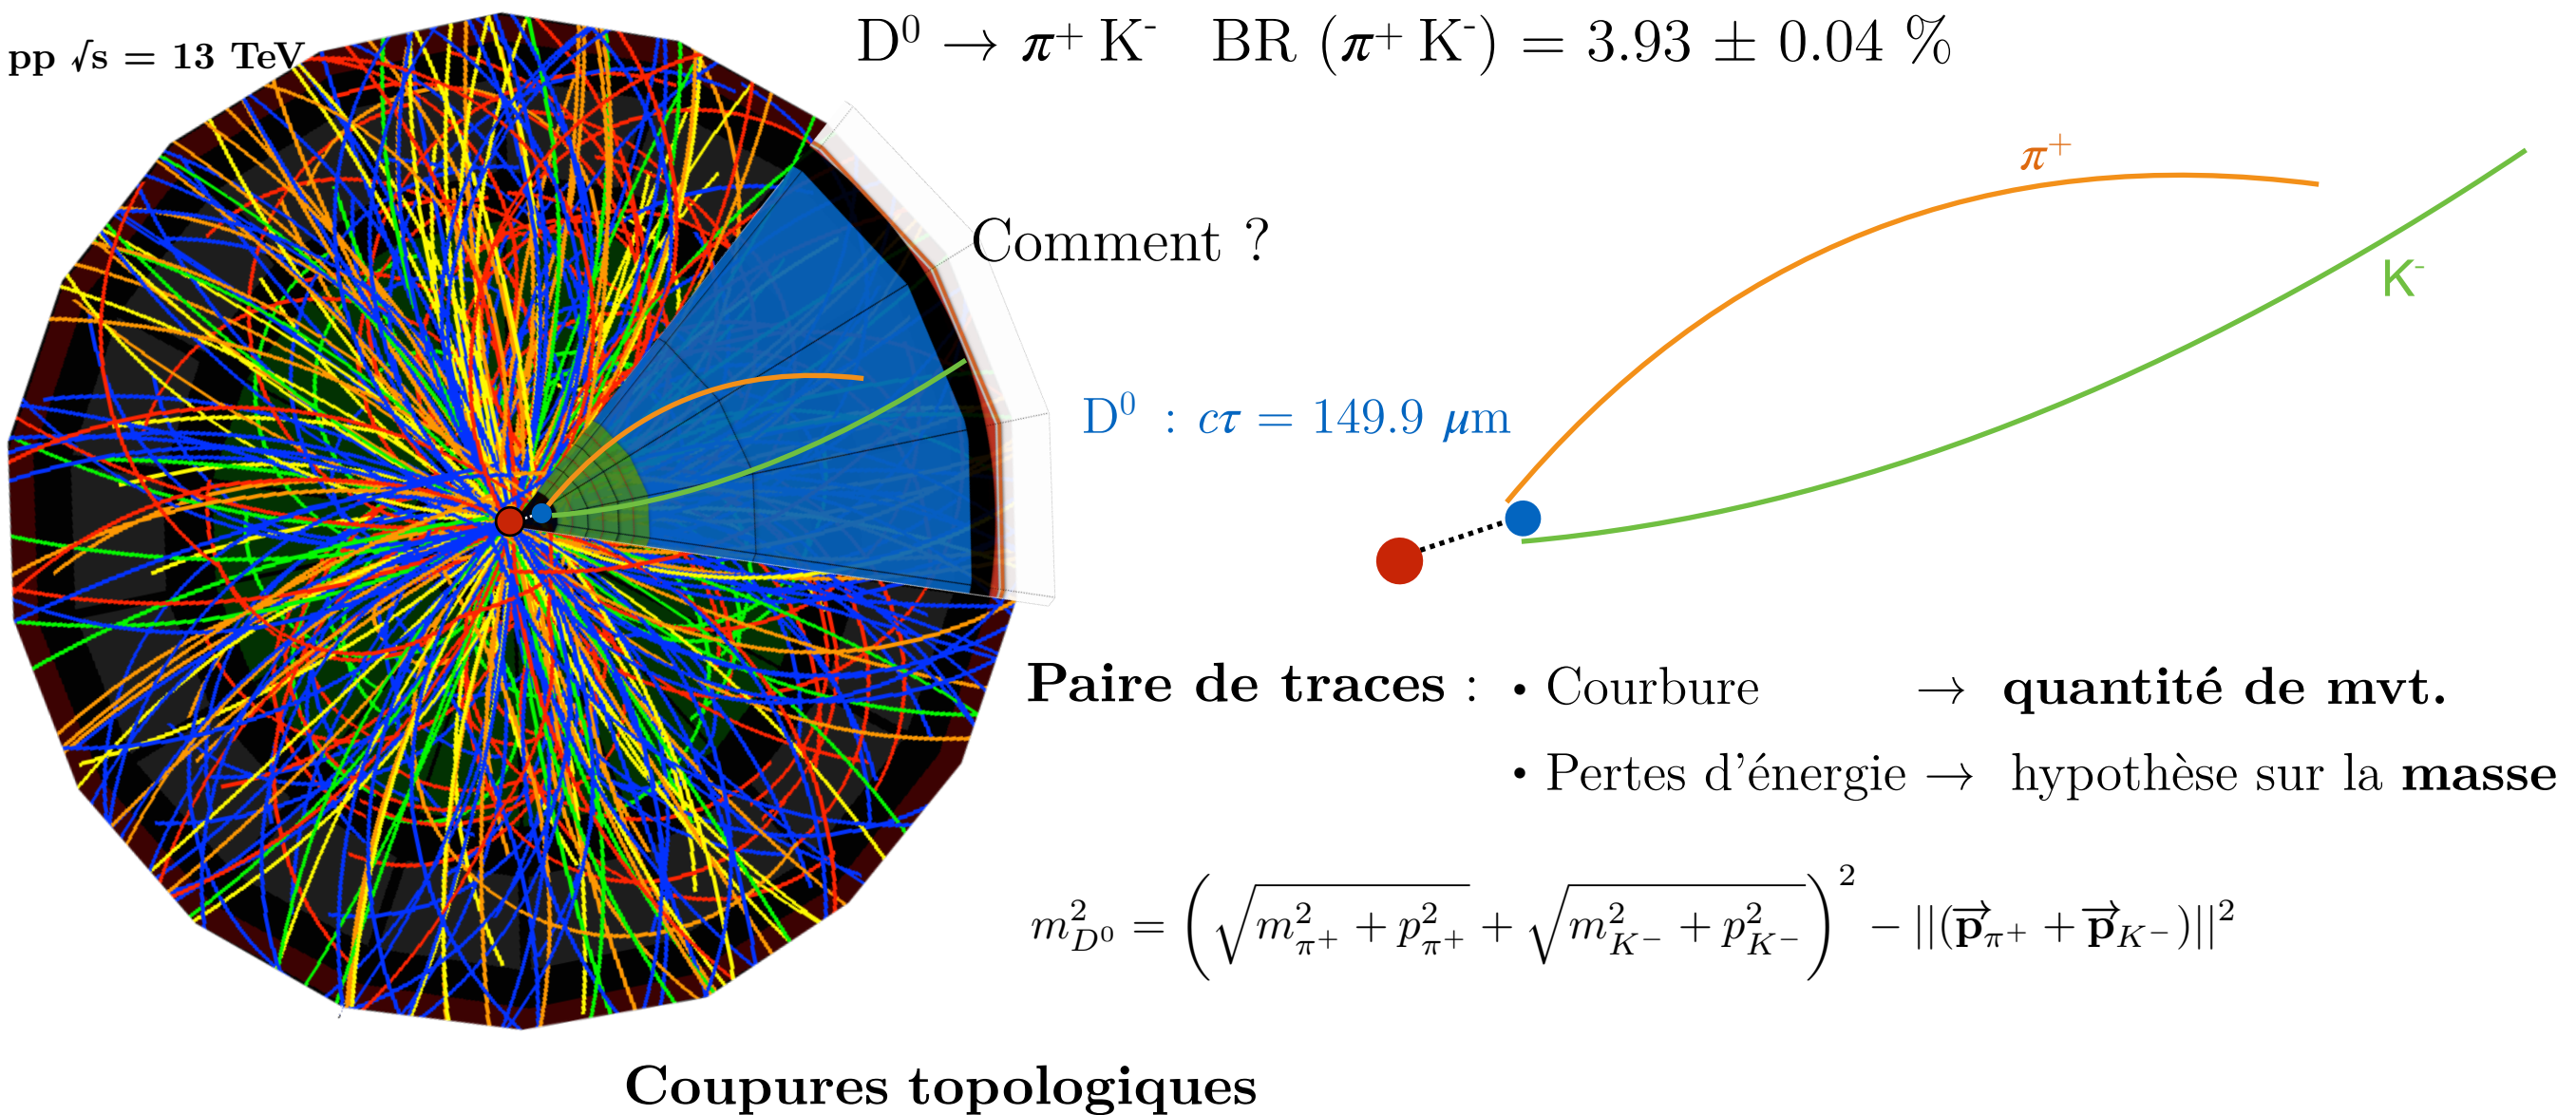 pp √s = 13 TeV
D⁰ → π⁺ K⁻ BR (π⁺ K⁻) = 3.93 ± 0.04 %
π⁺
Comment ?
K⁻
D⁰ : cτ = 149.9 μm
Paire de traces : • Courbure → quantité de mvt.
• Pertes d'énergie → hypothèse sur la masse
m²_{D⁰} = (√(m²_{π⁺} + p²_{π⁺}) + √(m²_{K⁻} + p²_{K⁻}))² − ||(p⃗_{π⁺} + p⃗_{K⁻})||²
Coupures topologiques